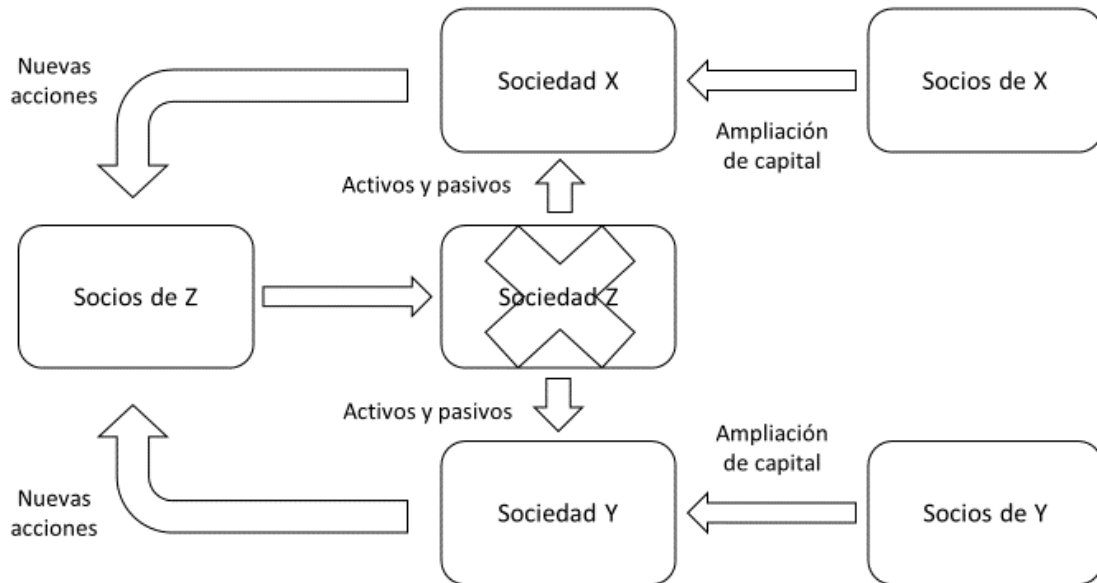 Nuevas
acciones
Sociedad X
Socios de X
Ampliación
de capital
Activos y pasivos
Socios de Z
Sociedad Z
Activos y pasivos
Ampliación
de capital
Nuevas
acciones
Sociedad Y
Socios de Y